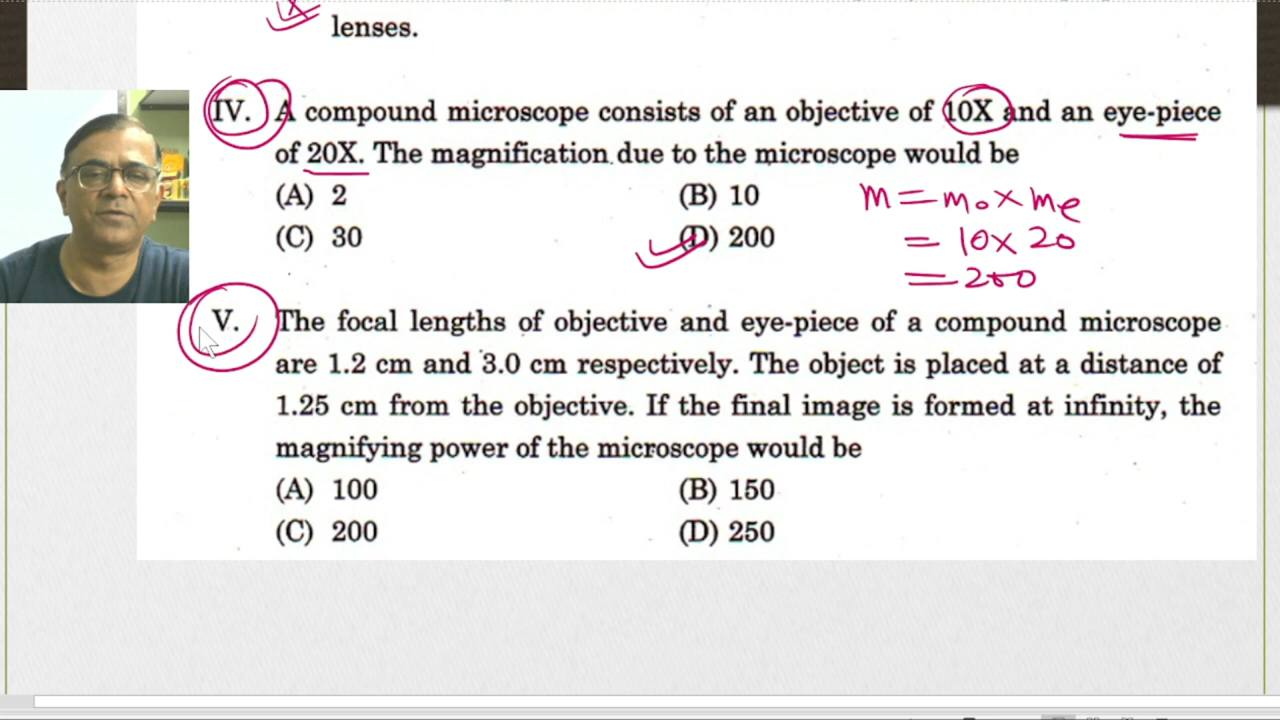 lenses.
IV. A compound microscope consists of an objective of 10X and an eye-piece
of 20X. The magnification due to the microscope would be
(A) 2 (B) 10
(C) 30 (D) 200
m = mo × me
= 10 × 20
= 200
V. The focal lengths of objective and eye-piece of a compound microscope
are 1.2 cm and 3.0 cm respectively. The object is placed at a distance of
1.25 cm from the objective. If the final image is formed at infinity, the
magnifying power of the microscope would be
(A) 100 (B) 150
(C) 200 (D) 250